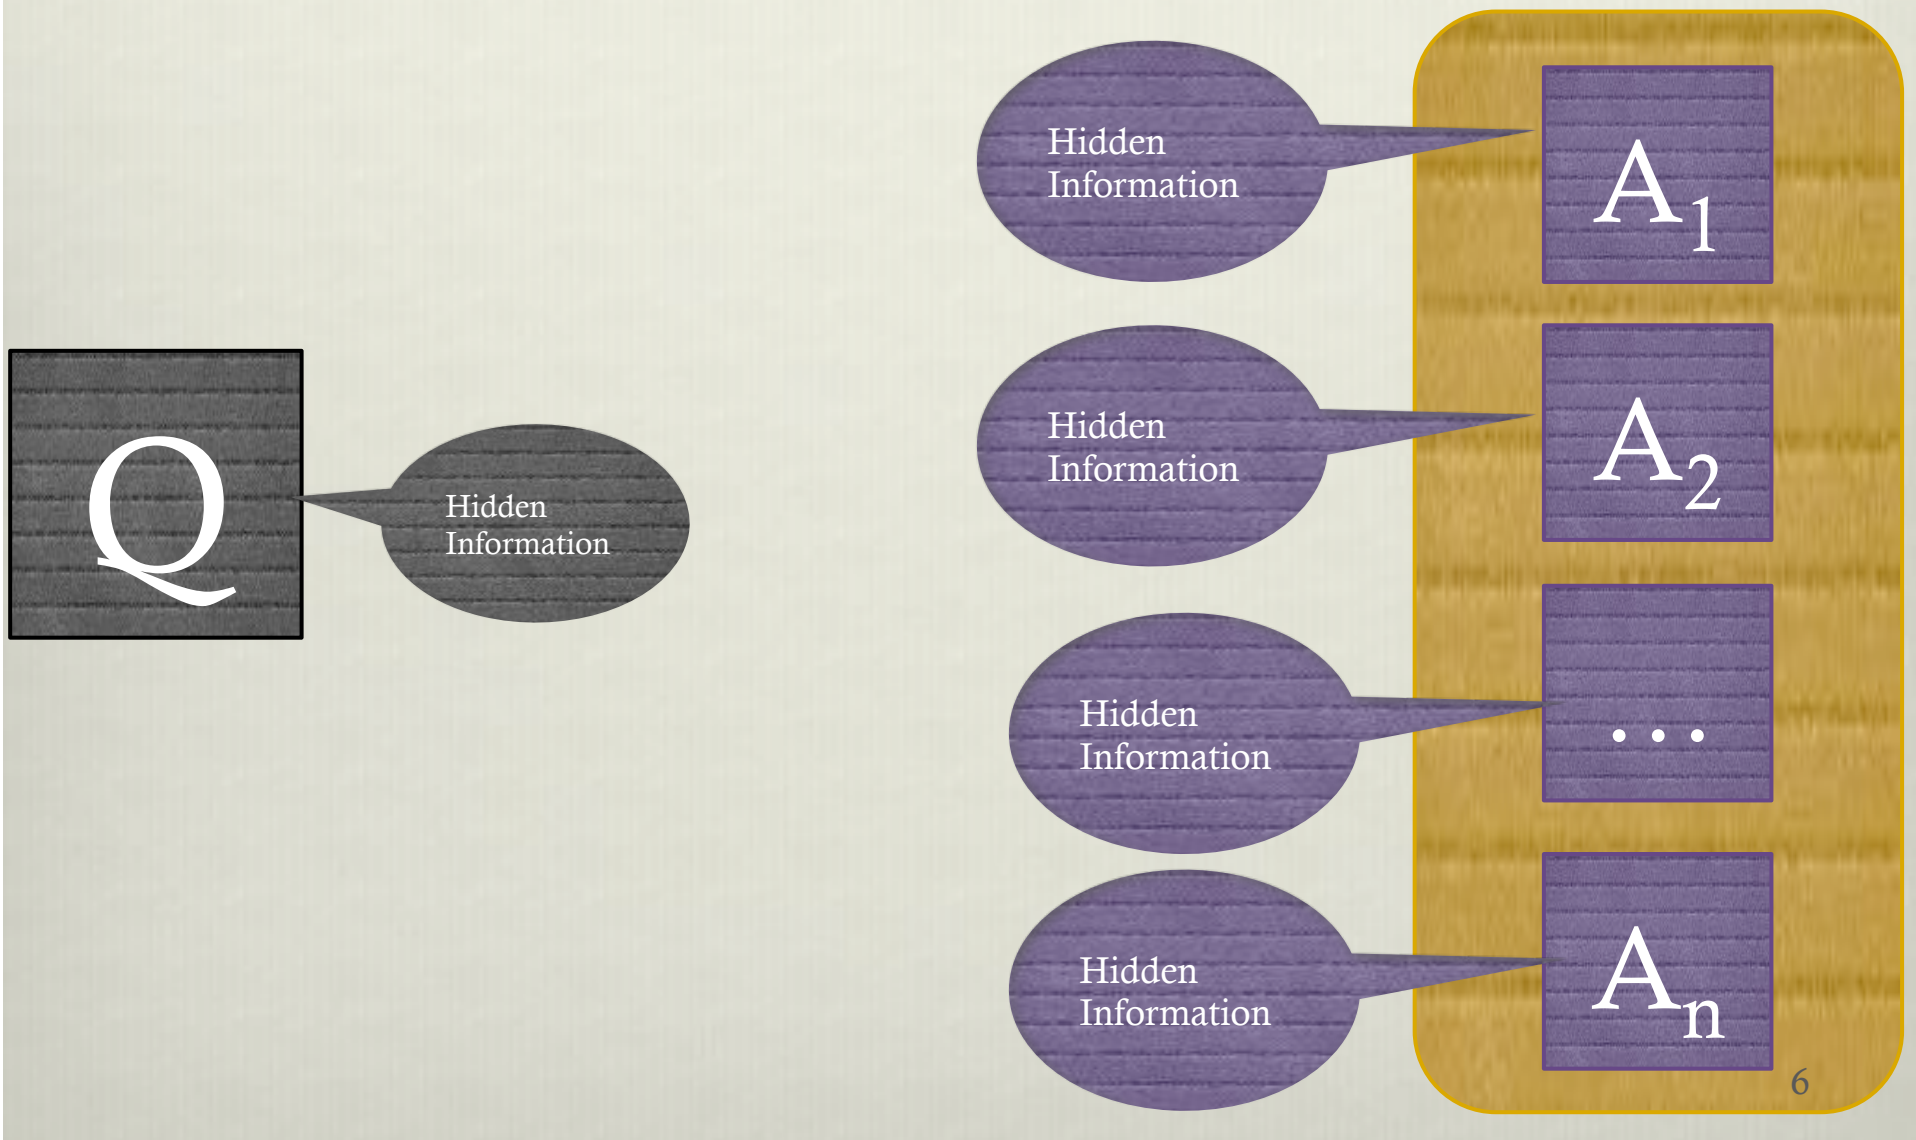 Q
Hidden
Information
Hidden
Information
A₁
Hidden
Information
A₂
Hidden
Information
...
Hidden
Information
Aₙ
6